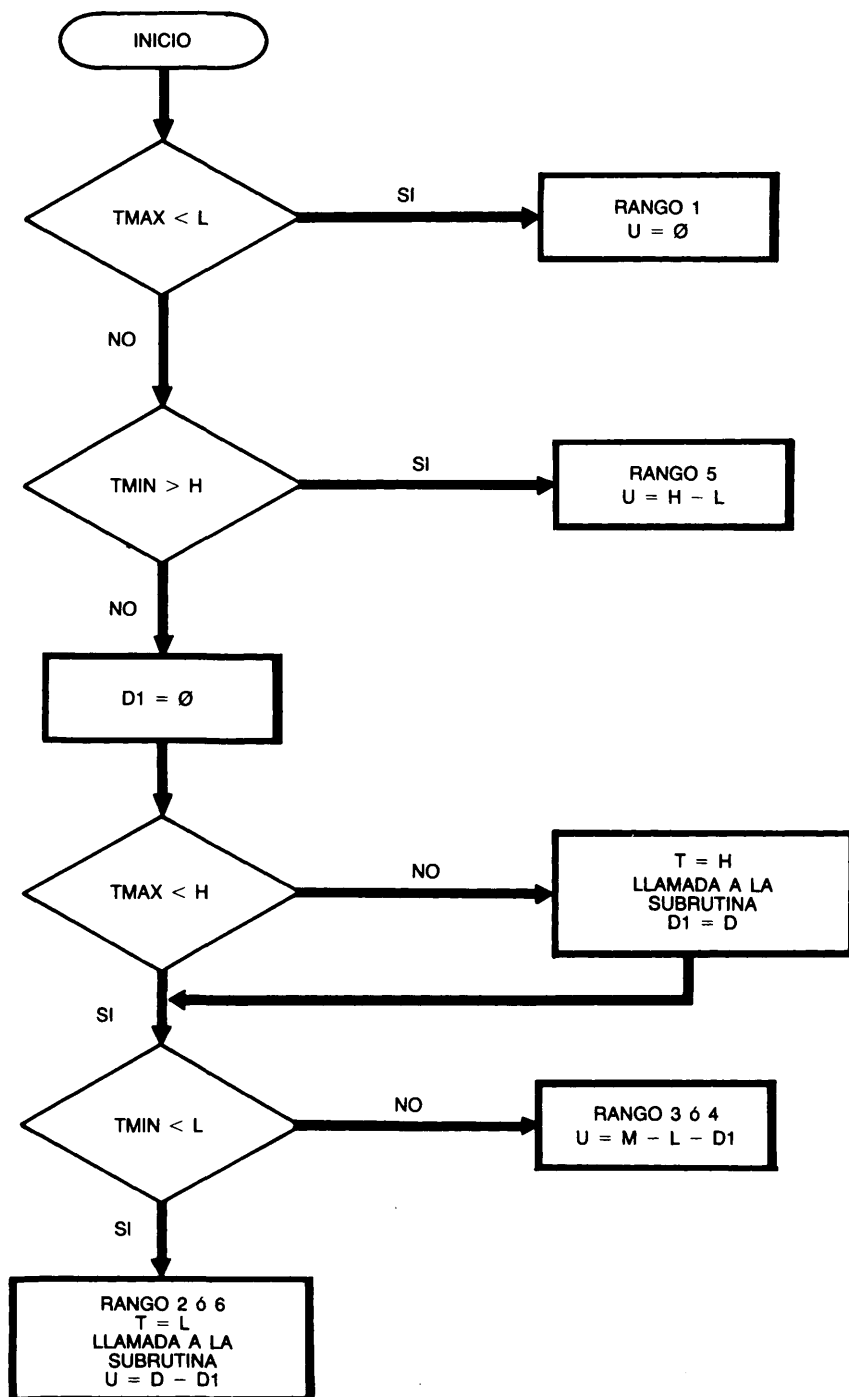 INICIO
TMAX < L
SI
RANGO 1
U = Ø
NO
TMIN > H
SI
RANGO 5
U = H - L
NO
D1 = Ø
TMAX < H
NO
T = H
LLAMADA A LA
SUBRUTINA
D1 = D
SI
TMIN < L
NO
RANGO 3 ó 4
U = M - L - D1
SI
RANGO 2 ó 6
T = L
LLAMADA A LA
SUBRUTINA
U = D - D1